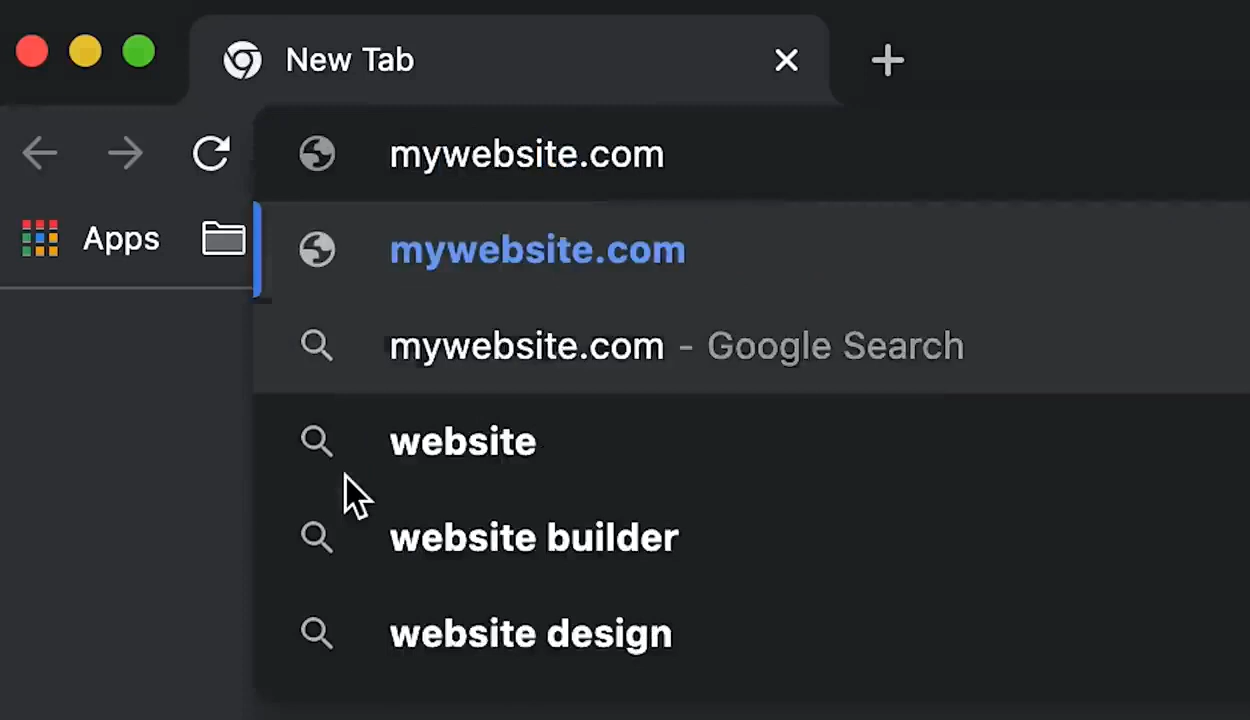 New Tab
mywebsite.com
Apps
mywebsite.com
mywebsite.com - Google Search
website
website builder
website design